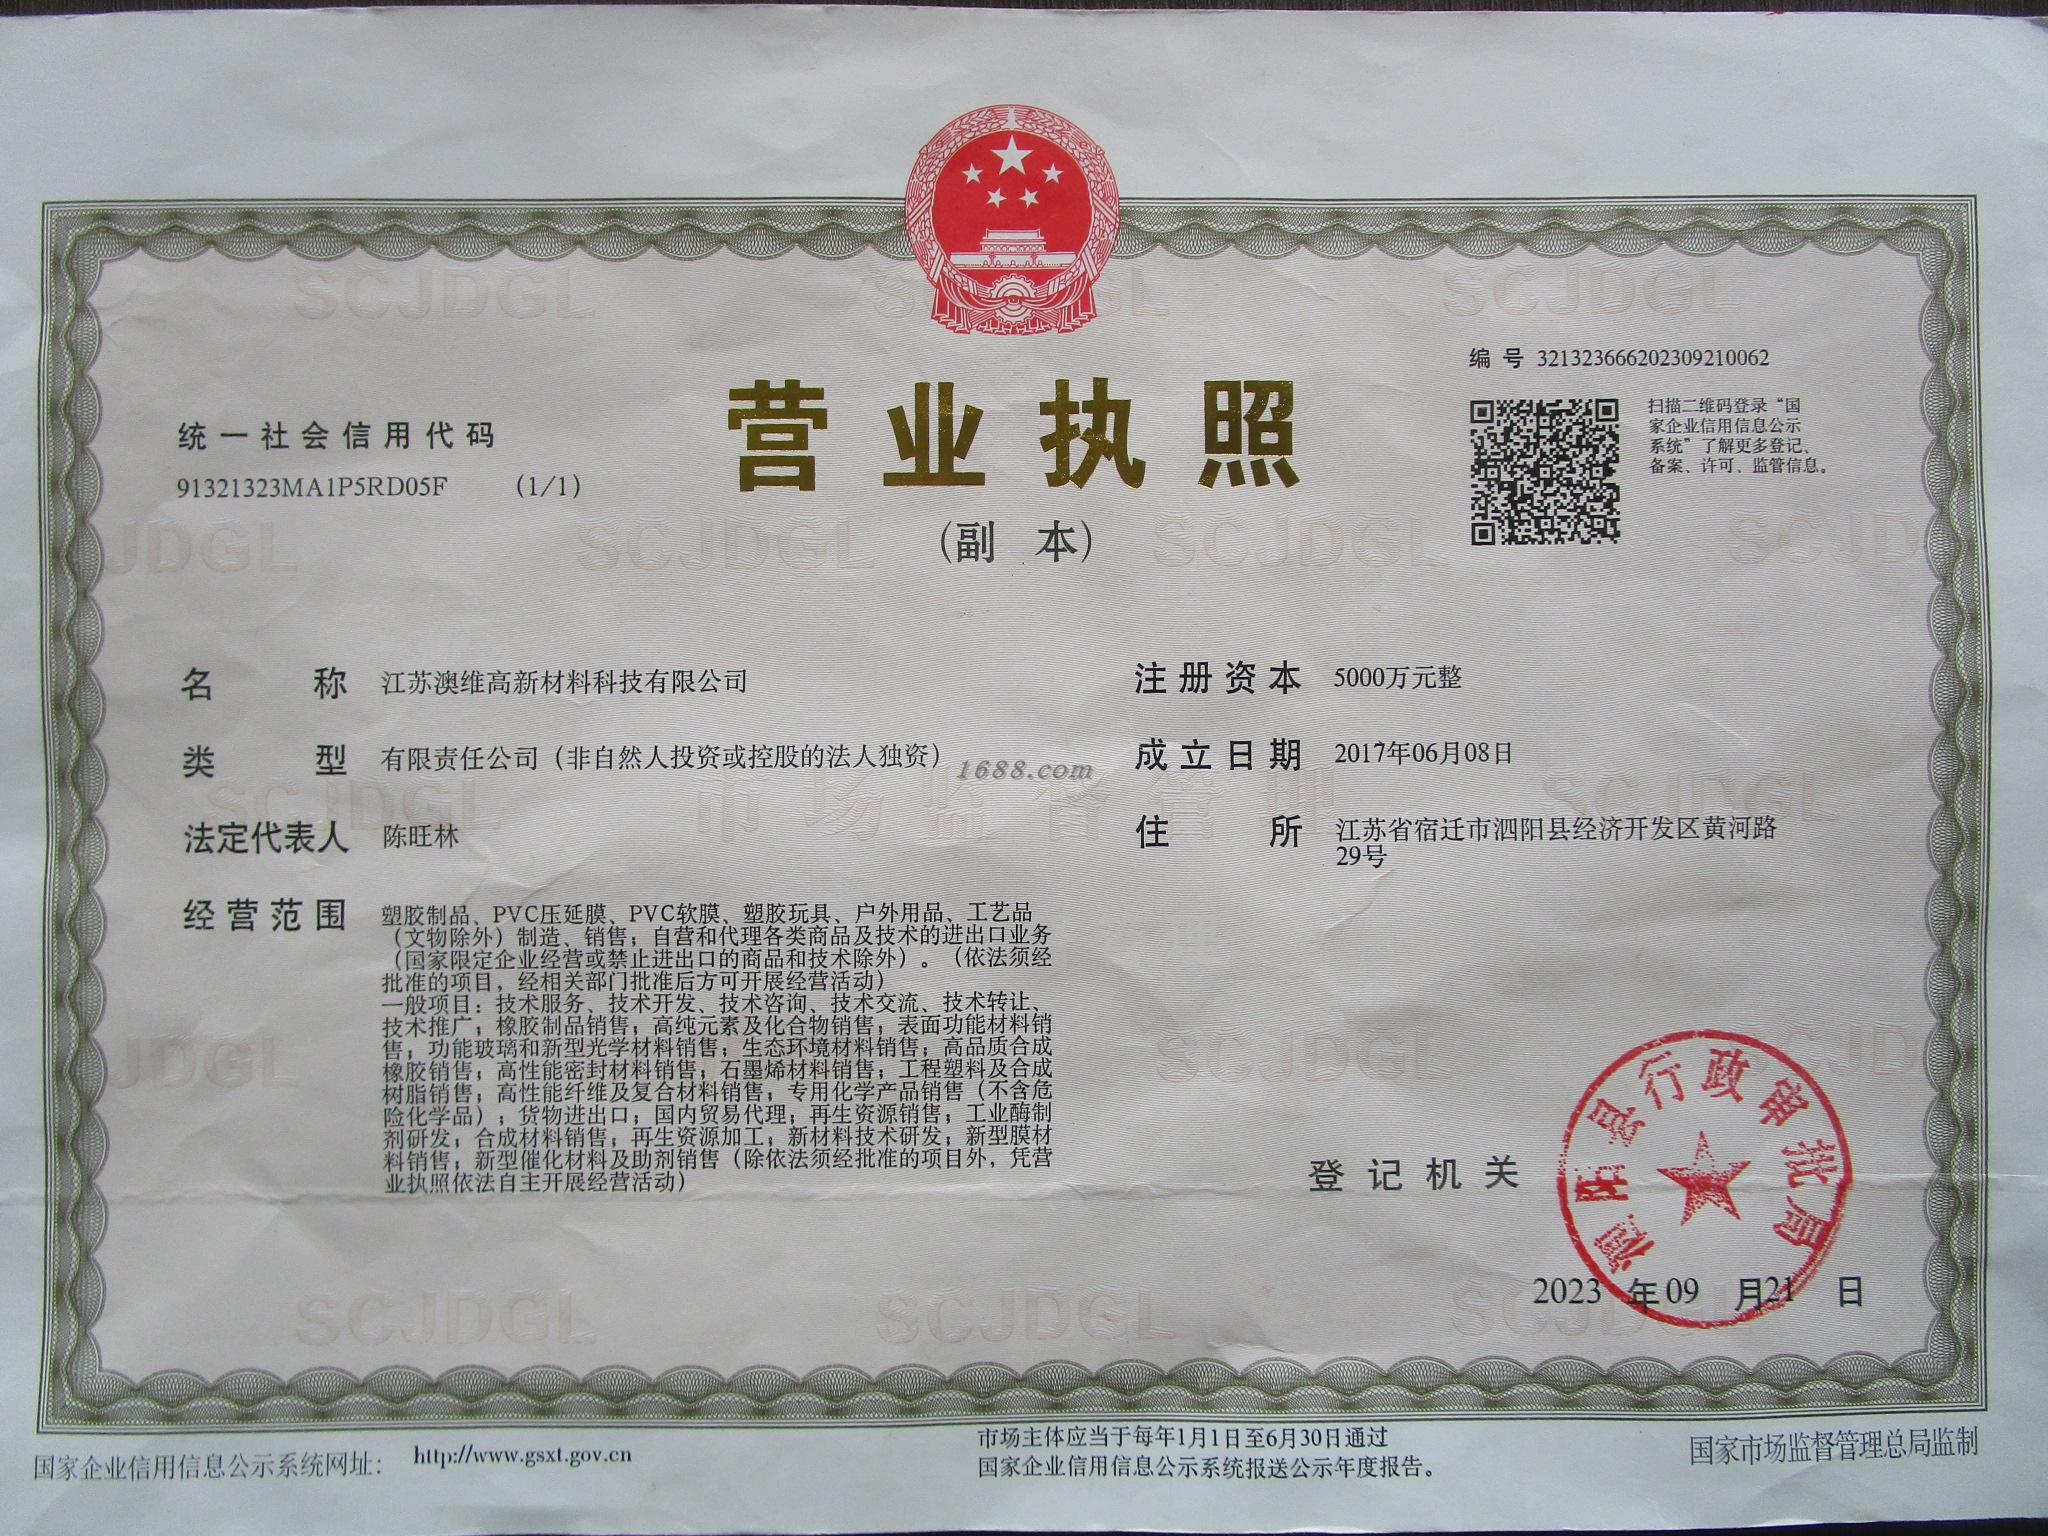 编 号 321323666202309210062
统一社会信用代码
91321323MA1P5RD05F (1/1)
营业执照
(副 本)
扫描二维码登录“国
家企业信用信息公示
系统”了解更多登记、
备案、许可、监管信息。
名 称 江苏澳维高新材料科技有限公司
类 型 有限责任公司（非自然人投资或控股的法人独资）
法定代表人 陈旺林
经营范围 塑胶制品、PVC压延膜、PVC软膜、塑胶玩具、户外用品、工艺品
（文物除外）制造、销售；自营和代理各类商品及技术的进出口业务
（国家限定企业经营或禁止进出口的商品和技术除外）。（依法须经
批准的项目，经相关部门批准后方可开展经营活动）
一般项目：技术服务、技术开发、技术咨询、技术交流、技术转让、
技术推广；橡胶制品销售；高纯元素及化合物销售；表面功能材料销
售；功能玻璃和新型光学材料销售；生态环境材料销售；高品质合成
橡胶销售；高性能密封材料销售；石墨烯材料销售；工程塑料及合成
树脂销售；高性能纤维及复合材料销售；专用化学产品销售（不含危
险化学品）；货物进出口；国内贸易代理；再生资源销售；工业酶制
剂研发；合成材料销售；再生资源加工；新材料技术研发；新型膜材
料销售；新型催化材料及助剂销售（除依法须经批准的项目外，凭营
业执照依法自主开展经营活动）
注册资本 5000万元整
成立日期 2017年06月08日
住 所 江苏省宿迁市泗阳县经济开发区黄河路
29号
1688.com
SCJDGL
市场监督管理
登记机关
泗阳县行政审批局
2023 年 09 月 21 日
国家企业信用信息公示系统网址： http://www.gsxt.gov.cn
市场主体应当于每年1月1日至6月30日通过
国家企业信用信息公示系统报送公示年度报告。
国家市场监督管理总局监制